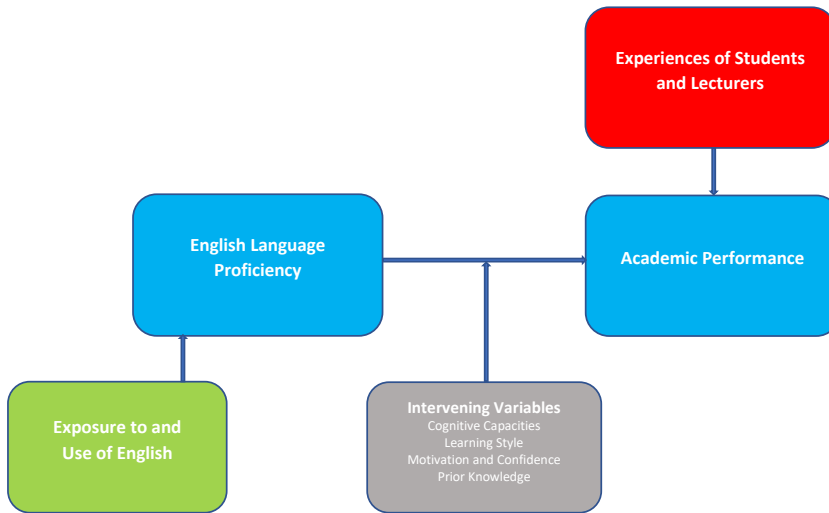 Experiences of Students
and Lecturers
English Language
Proficiency
Academic Performance
Exposure to and
Use of English
Intervening Variables
Cognitive Capacities
Learning Style
Motivation and Confidence
Prior Knowledge